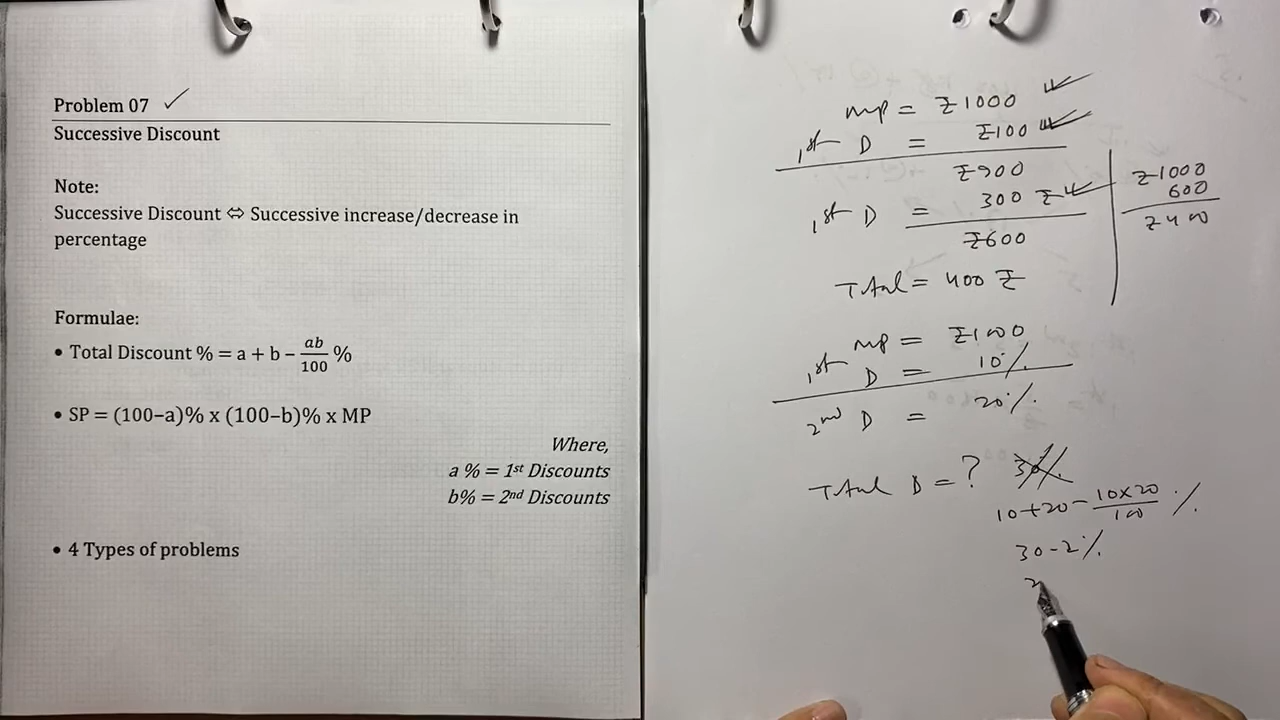 Problem 07 ✓
Successive Discount
Note:
Successive Discount ⇔ Successive increase/decrease in
percentage
Formulae:
• Total Discount % = a + b − ab/100 %
• SP = (100−a)% x (100−b)% x MP
Where,
a % = 1st Discounts
b% = 2nd Discounts
• 4 Types of problems
MP = ₹1000
1st D = ₹100
₹900
1st D = 300 ₹
₹600
Total = 400 ₹
₹1000
600
₹400
MP = ₹100
1st D = 10%
2nd D = 20%
Total D = ? 30%
10+20 − 10×20/100 %
30-2%
2